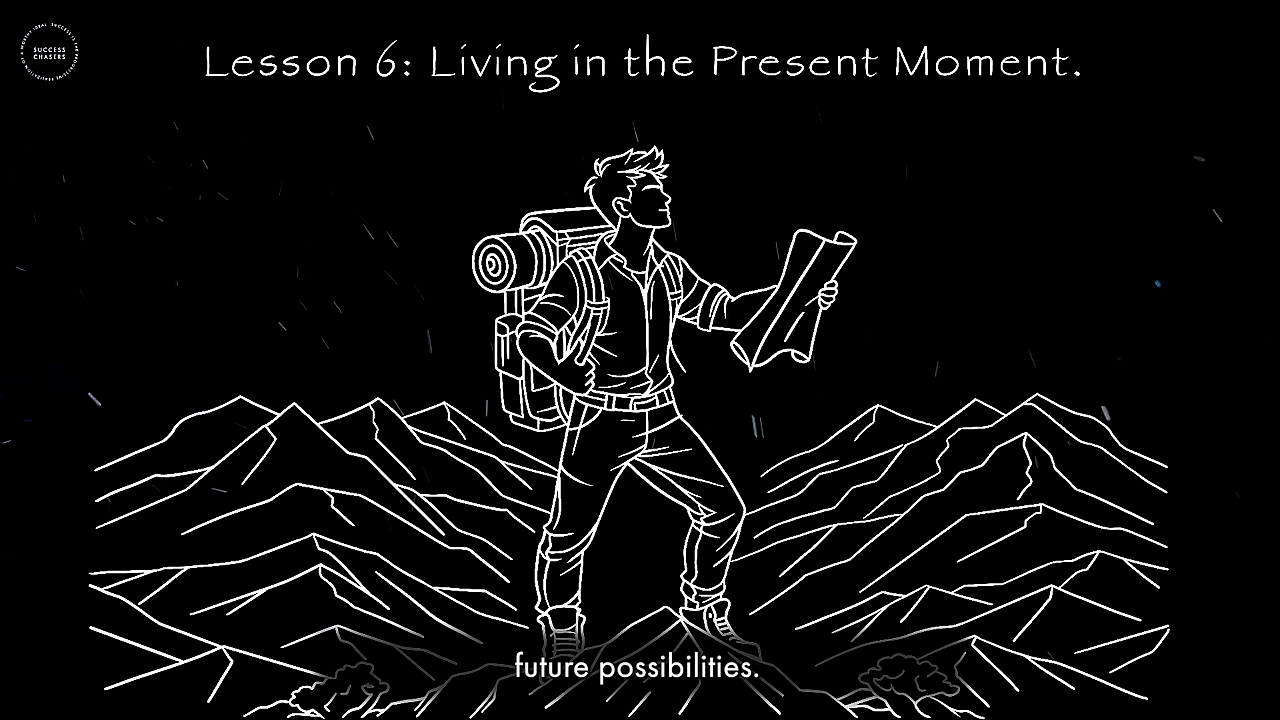 Lesson 6: Living in the Present Moment.
SUCCESS
CHASERS
future possibilities.